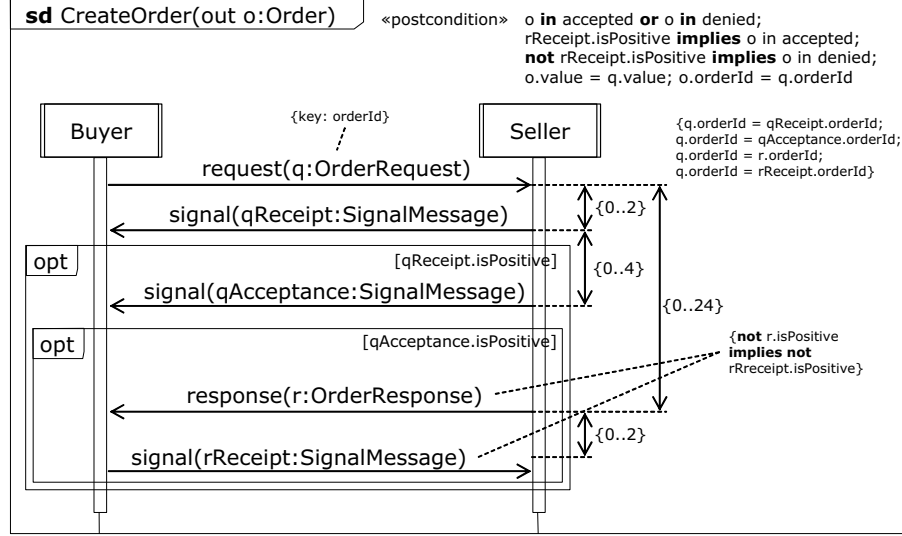 sd CreateOrder(out o:Order)
«postcondition» o in accepted or o in denied;
rReceipt.isPositive implies o in accepted;
not rReceipt.isPositive implies o in denied;
o.value = q.value; o.orderId = q.orderId
Buyer
{key: orderId}
Seller
{q.orderId = qReceipt.orderId;
q.orderId = qAcceptance.orderId;
q.orderId = r.orderId;
q.orderId = rReceipt.orderId}
request(q:OrderRequest)
{0..2}
signal(qReceipt:SignalMessage)
opt
[qReceipt.isPositive]
{0..4}
signal(qAcceptance:SignalMessage)
{0..24}
opt
[qAcceptance.isPositive]
{not r.isPositive
implies not
rRreceipt.isPositive}
response(r:OrderResponse)
{0..2}
signal(rReceipt:SignalMessage)